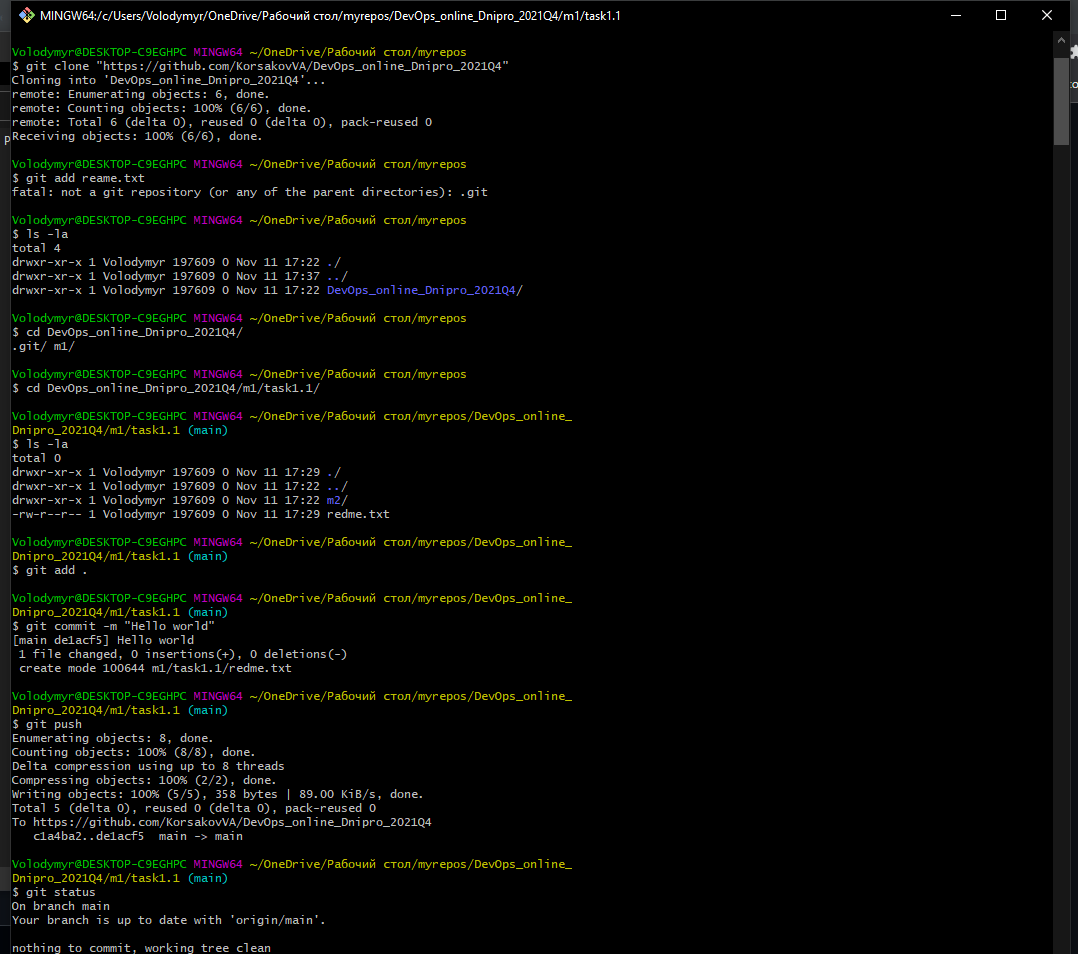 MINGW64:/c/Users/Volodymyr/OneDrive/Рабочий стол/myrepos/DevOps_online_Dnipro_2021Q4/m1/task1.1
Volodymyr@DESKTOP-C9EGHPC MINGW64 ~/OneDrive/Рабочий стол/myrepos
$ git clone "https://github.com/KorsakovVA/DevOps_online_Dnipro_2021Q4"
Cloning into 'DevOps_online_Dnipro_2021Q4'...
remote: Enumerating objects: 6, done.
remote: Counting objects: 100% (6/6), done.
remote: Total 6 (delta 0), reused 0 (delta 0), pack-reused 0
Receiving objects: 100% (6/6), done.
Volodymyr@DESKTOP-C9EGHPC MINGW64 ~/OneDrive/Рабочий стол/myrepos
$ git add reame.txt
fatal: not a git repository (or any of the parent directories): .git
Volodymyr@DESKTOP-C9EGHPC MINGW64 ~/OneDrive/Рабочий стол/myrepos
$ ls -la
total 4
drwxr-xr-x 1 Volodymyr 197609 0 Nov 11 17:22 ./
drwxr-xr-x 1 Volodymyr 197609 0 Nov 11 17:37 ../
drwxr-xr-x 1 Volodymyr 197609 0 Nov 11 17:22 DevOps_online_Dnipro_2021Q4/
Volodymyr@DESKTOP-C9EGHPC MINGW64 ~/OneDrive/Рабочий стол/myrepos
$ cd DevOps_online_Dnipro_2021Q4/
.git/ m1/
Volodymyr@DESKTOP-C9EGHPC MINGW64 ~/OneDrive/Рабочий стол/myrepos
$ cd DevOps_online_Dnipro_2021Q4/m1/task1.1/
Volodymyr@DESKTOP-C9EGHPC MINGW64 ~/OneDrive/Рабочий стол/myrepos/DevOps_online_
Dnipro_2021Q4/m1/task1.1 (main)
$ ls -la
total 0
drwxr-xr-x 1 Volodymyr 197609 0 Nov 11 17:29 ./
drwxr-xr-x 1 Volodymyr 197609 0 Nov 11 17:22 ../
drwxr-xr-x 1 Volodymyr 197609 0 Nov 11 17:22 m2/
-rw-r--r-- 1 Volodymyr 197609 0 Nov 11 17:29 redme.txt
Volodymyr@DESKTOP-C9EGHPC MINGW64 ~/OneDrive/Рабочий стол/myrepos/DevOps_online_
Dnipro_2021Q4/m1/task1.1 (main)
$ git add .
Volodymyr@DESKTOP-C9EGHPC MINGW64 ~/OneDrive/Рабочий стол/myrepos/DevOps_online_
Dnipro_2021Q4/m1/task1.1 (main)
$ git commit -m "Hello world"
[main de1acf5] Hello world
1 file changed, 0 insertions(+), 0 deletions(-)
create mode 100644 m1/task1.1/redme.txt
Volodymyr@DESKTOP-C9EGHPC MINGW64 ~/OneDrive/Рабочий стол/myrepos/DevOps_online_
Dnipro_2021Q4/m1/task1.1 (main)
$ git push
Enumerating objects: 8, done.
Counting objects: 100% (8/8), done.
Delta compression using up to 8 threads
Compressing objects: 100% (2/2), done.
Writing objects: 100% (5/5), 358 bytes | 89.00 KiB/s, done.
Total 5 (delta 0), reused 0 (delta 0), pack-reused 0
To https://github.com/KorsakovVA/DevOps_online_Dnipro_2021Q4
c1a4ba2..de1acf5  main -> main
Volodymyr@DESKTOP-C9EGHPC MINGW64 ~/OneDrive/Рабочий стол/myrepos/DevOps_online_
Dnipro_2021Q4/m1/task1.1 (main)
$ git status
On branch main
Your branch is up to date with 'origin/main'.
nothing to commit, working tree clean